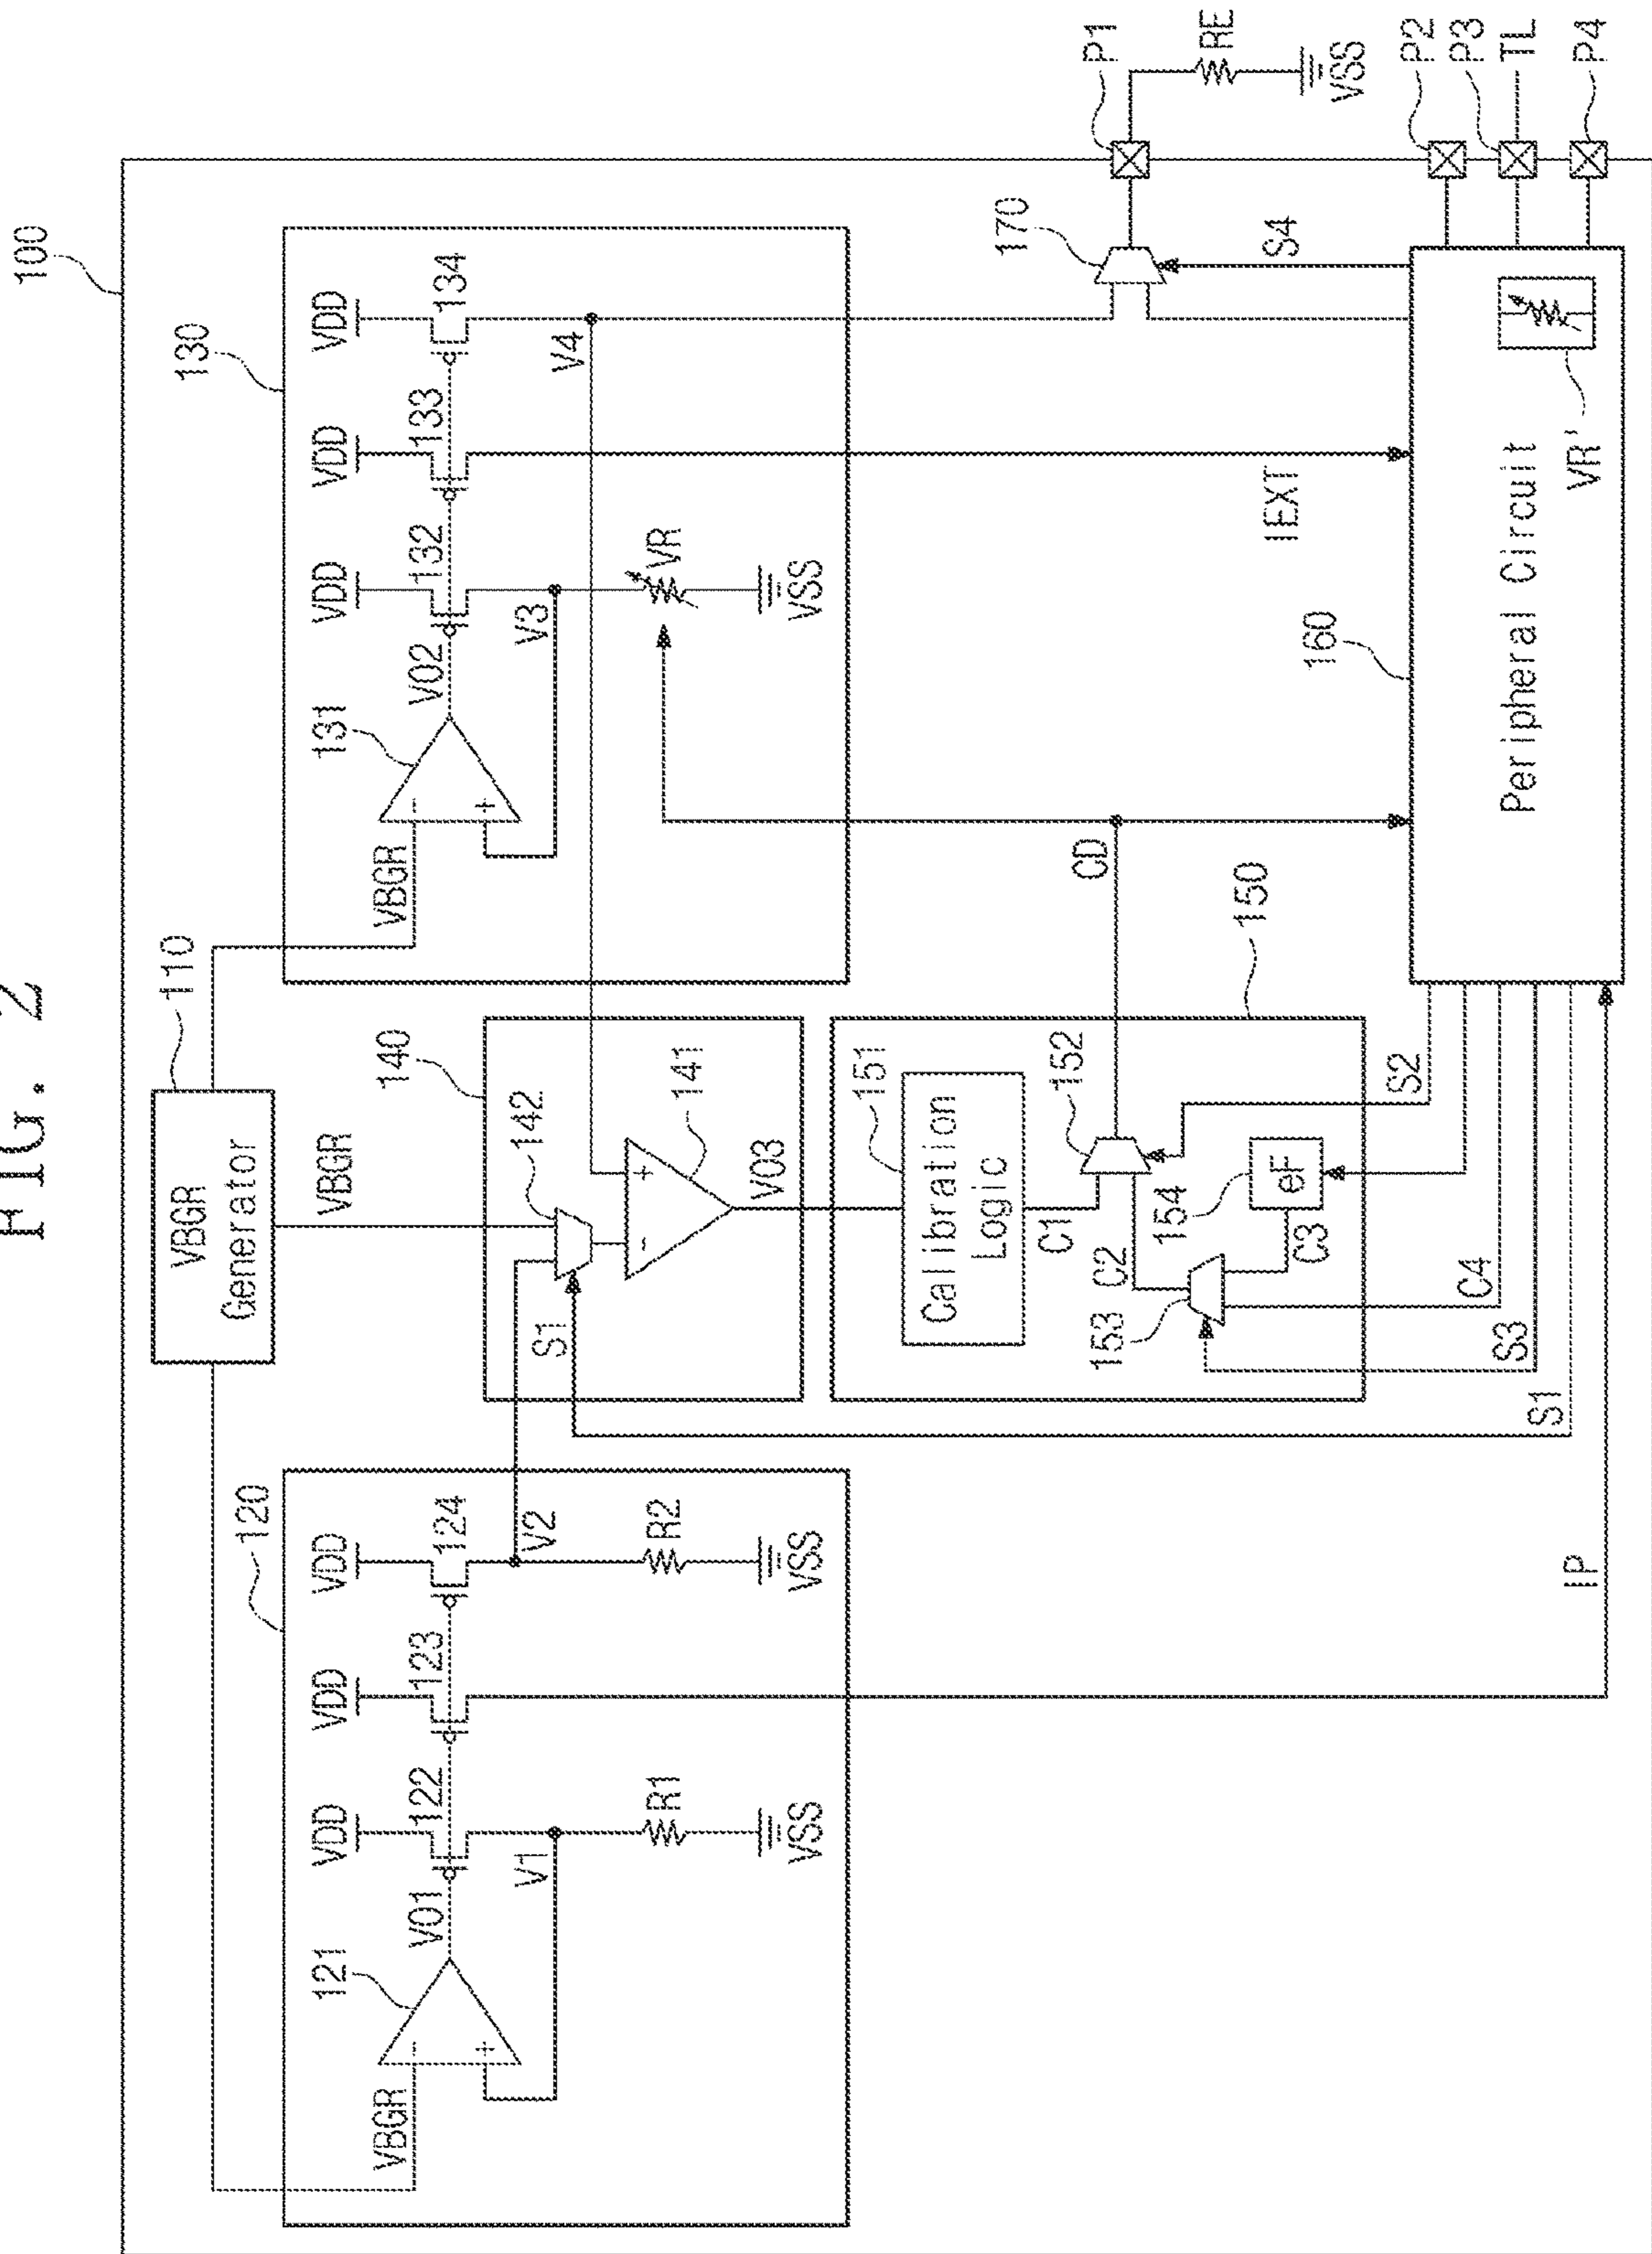 FIG. 2
100
110
VBGR
Generator
120
130
VDD
VDD
VDD
VDD
VDD
VDD
121
122
123
124
VBGR
VO1
V1
R1
VSS
V2
R2
VSS
VBGR
140
142
S1
141
VO3
131
132
133
134
VBGR
VO2
V3
VR
VSS
V4
150
151
Calibration
Logic
C1
152
C2
153
154
eF
C3
C4
CD
S2
S3
S1
IP
IEXT
160
Peripheral Circuit
VR'
170
S4
P1
RE
VSS
P2
P3
TL
P4